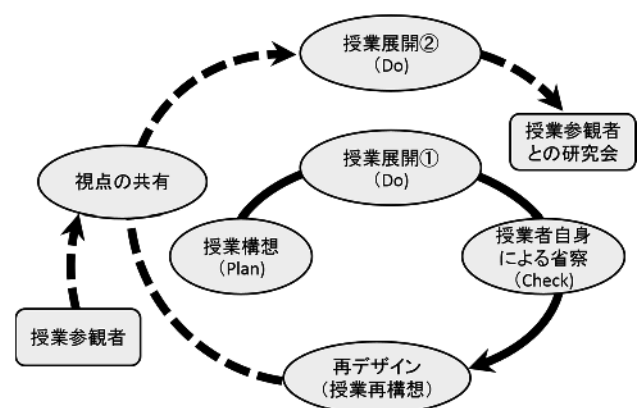 授業展開②
（Do)
授業参観者
との研究会
授業展開①
（Do)
視点の共有
授業構想
（Plan)
授業者自身
による省察
（Check)
授業参観者
再デザイン
（授業再構想）